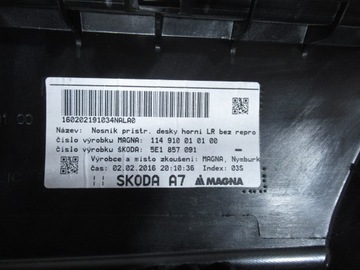 160202191034NALA0
Název: Nosník prístr. desky horní LR bez repro
číslo výrobku MAGNA: 114 910 01 01 00
číslo výrobku ŠKODA: 5E1 857 091 –
Výrobce a místo zkoušení: MAGNA, Nymburk
čas: 02.02.2016 20:10:36 Index: 03S
SKODA A7 MAGNA